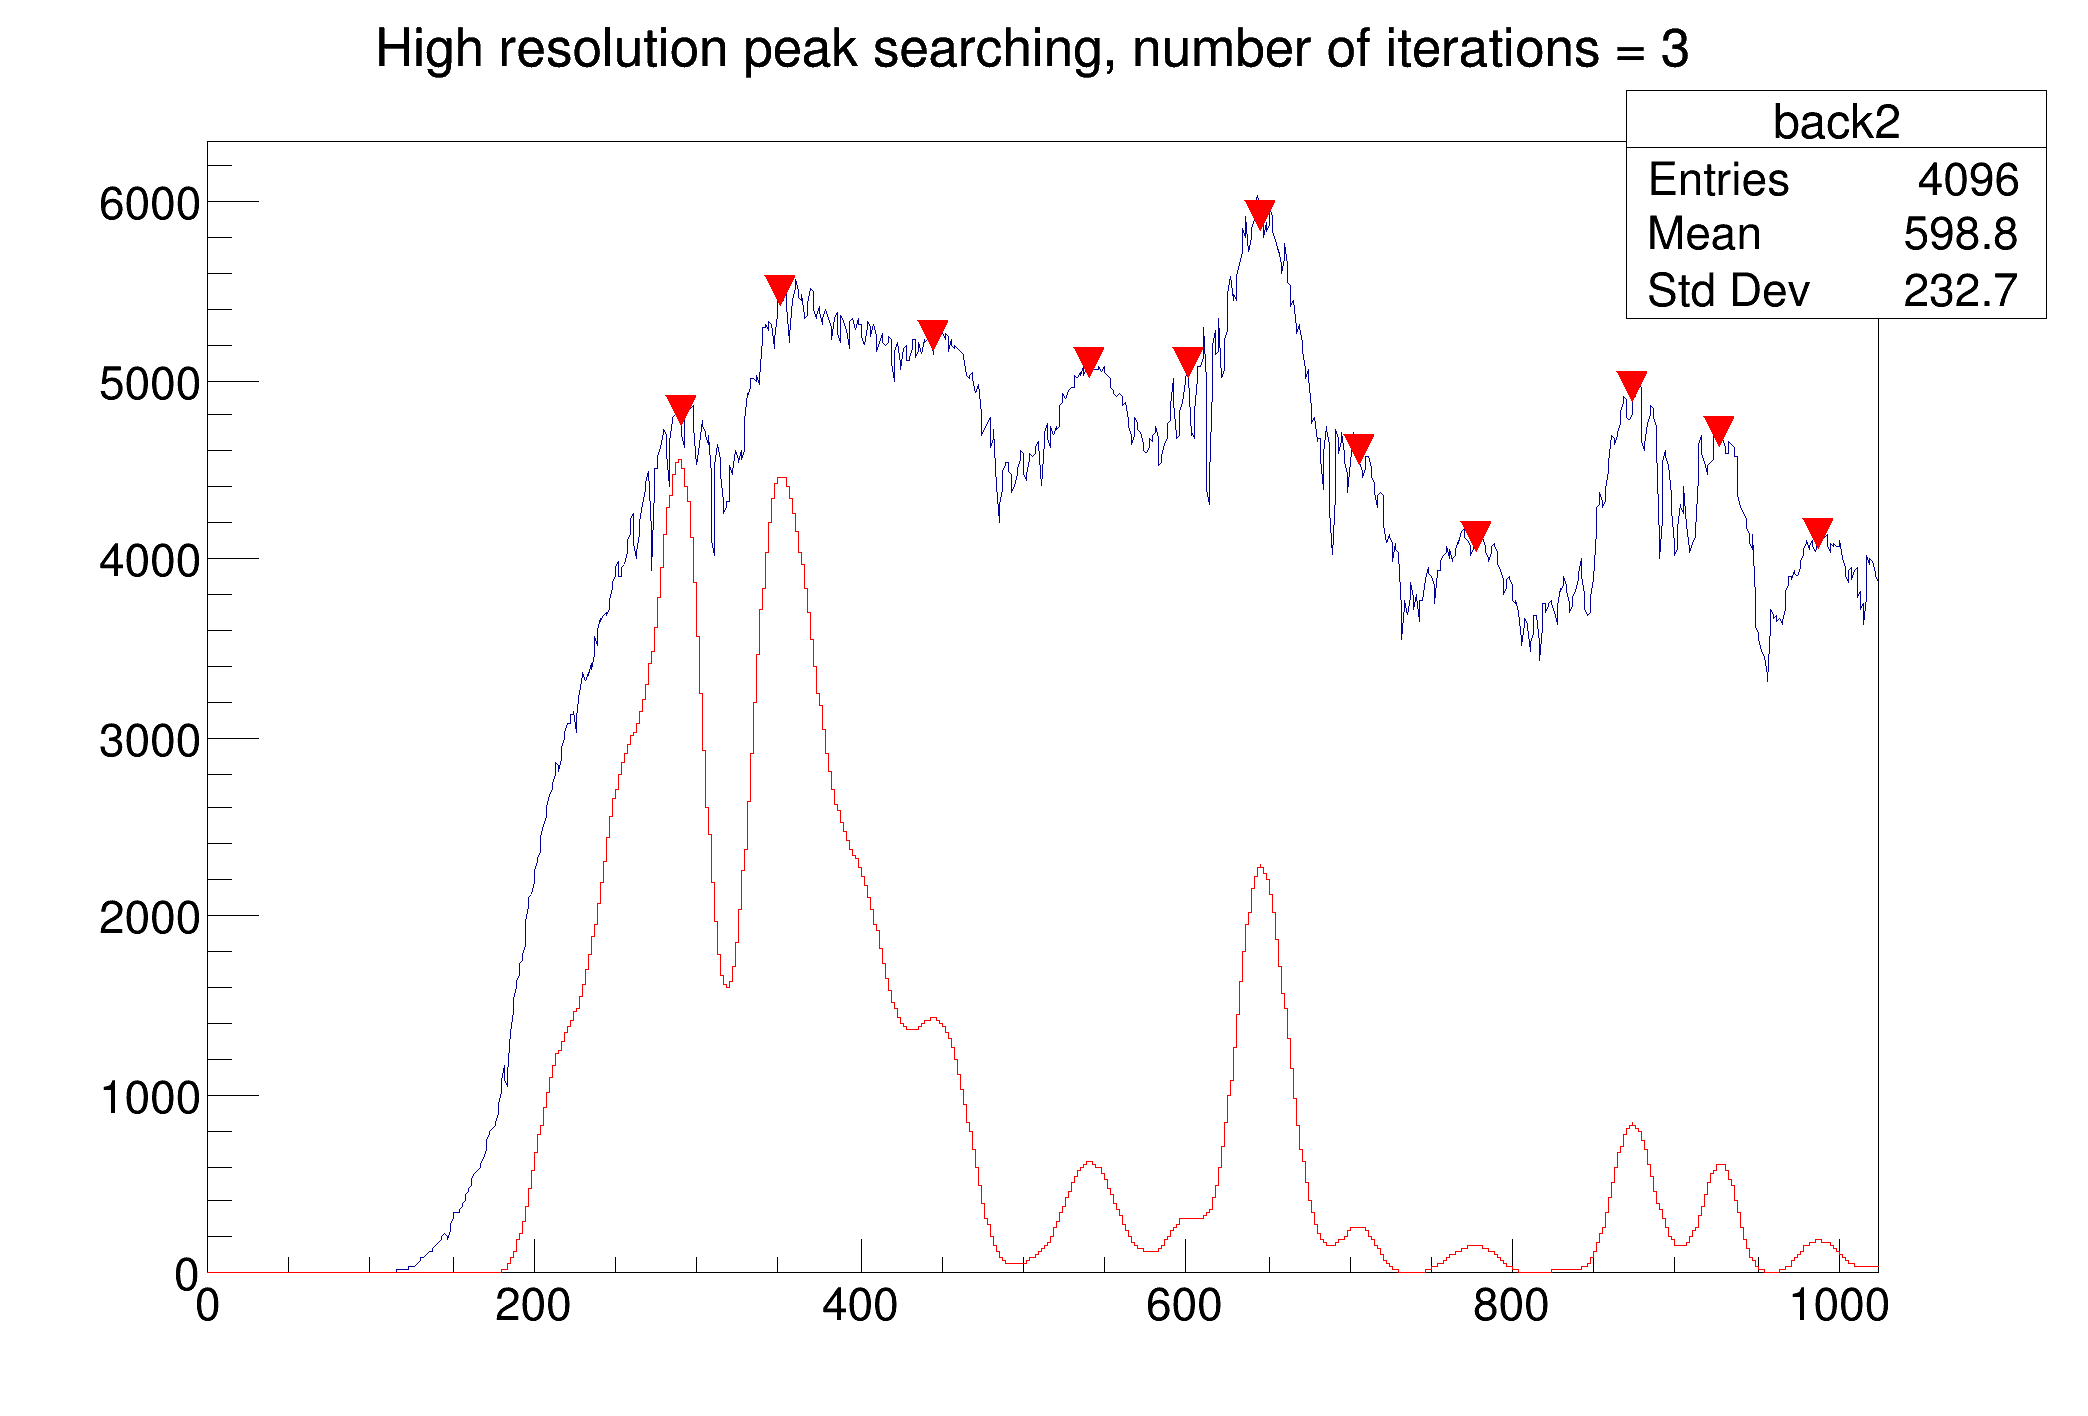 High resolution peak searching, number of iterations = 3
back2
Entries 4096
Mean 598.8
Std Dev 232.7
6000
5000
4000
3000
2000
1000
0
0 200 400 600 800 1000